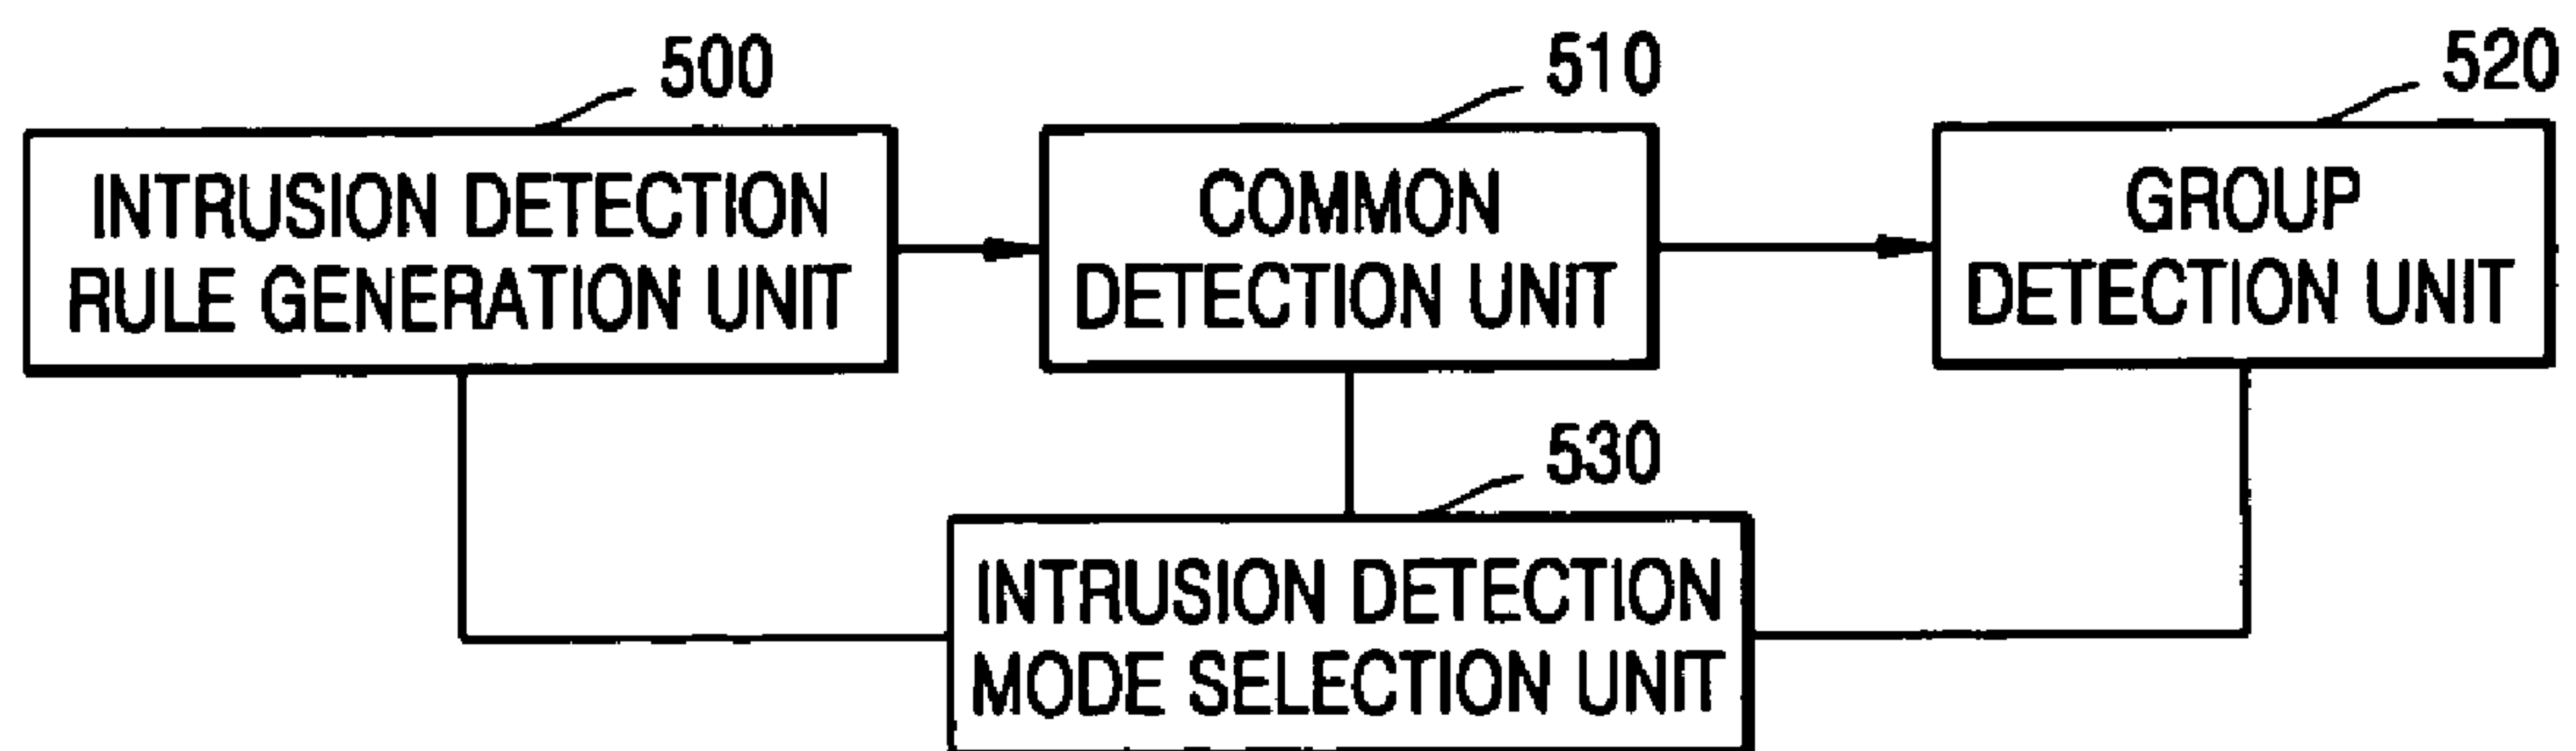 500
INTRUSION DETECTION
RULE GENERATION UNIT
510
COMMON
DETECTION UNIT
520
GROUP
DETECTION UNIT
530
INTRUSION DETECTION
MODE SELECTION UNIT